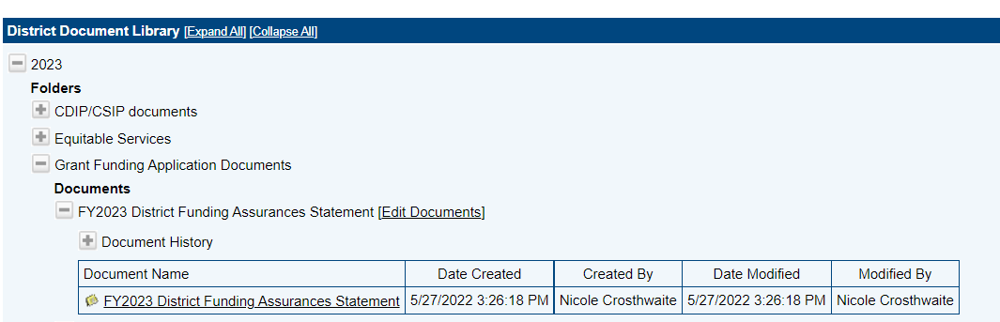 District Document Library [Expand All] [Collapse All]
2023
Folders
CDIP/CSIP documents
Equitable Services
Grant Funding Application Documents
Documents
FY2023 District Funding Assurances Statement [Edit Documents]
Document History
Document Name Date Created Created By Date Modified Modified By
FY2023 District Funding Assurances Statement 5/27/2022 3:26:18 PM Nicole Crosthwaite 5/27/2022 3:26:18 PM Nicole Crosthwaite